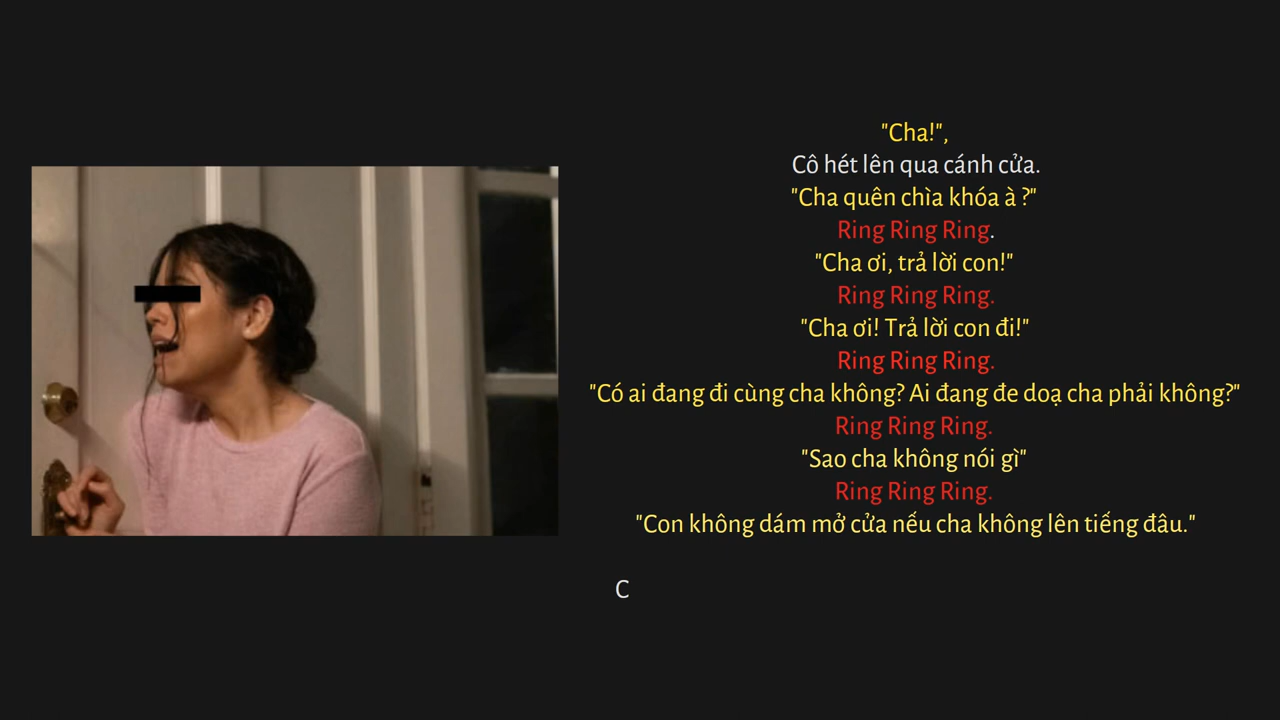 "Cha!",
Cô hét lên qua cánh cửa.
"Cha quên chìa khóa à ?"
Ring Ring Ring.
"Cha ơi, trả lời con!"
Ring Ring Ring.
"Cha ơi! Trả lời con đi!"
Ring Ring Ring.
"Có ai đang đi cùng cha không? Ai đang đe doạ cha phải không?"
Ring Ring Ring.
"Sao cha không nói gì"
Ring Ring Ring.
"Con không dám mở cửa nếu cha không lên tiếng đâu."
C